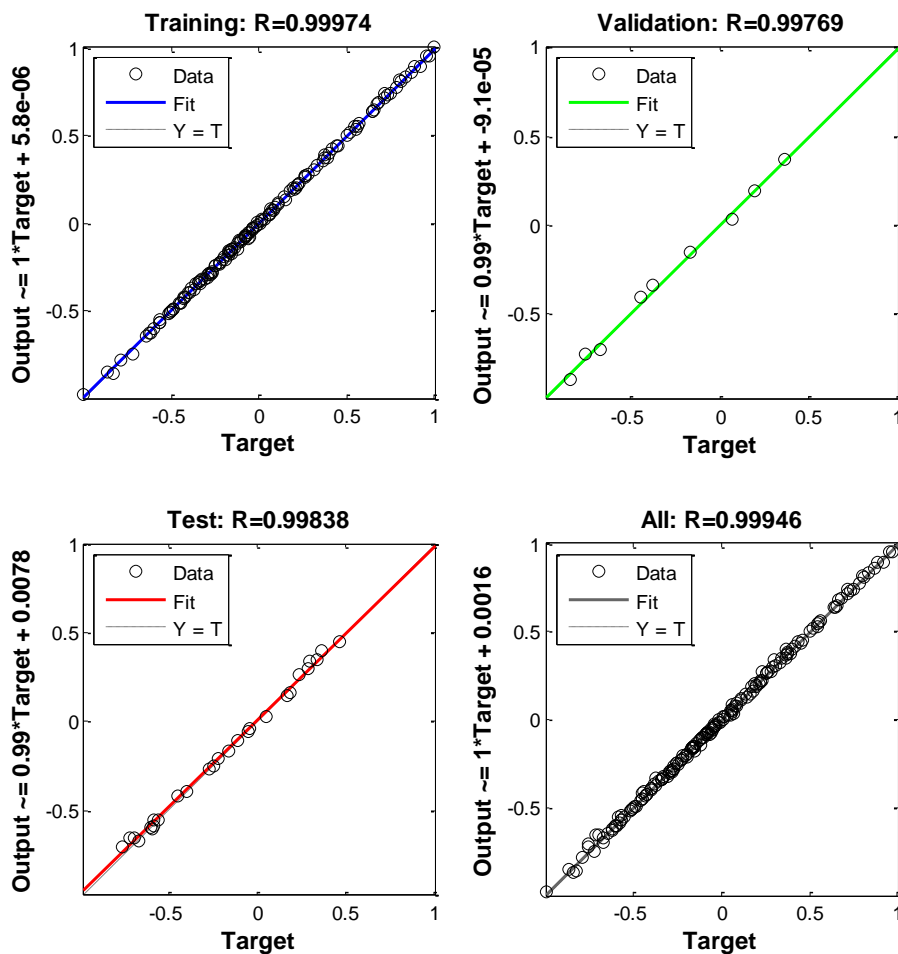 Training: R=0.99974
Output ~= 1*Target + 5.8e-06
1
0.5
0
-0.5
Data
Fit
Y = T
-0.5 0 0.5 1
Target
Validation: R=0.99769
Output ~= 0.99*Target + -9.1e-05
1
0.5
0
-0.5
Data
Fit
Y = T
-0.5 0 0.5 1
Target
Test: R=0.99838
Output ~= 0.99*Target + 0.0078
1
0.5
0
-0.5
Data
Fit
Y = T
-0.5 0 0.5 1
Target
All: R=0.99946
Output ~= 1*Target + 0.0016
1
0.5
0
-0.5
Data
Fit
Y = T
-0.5 0 0.5 1
Target